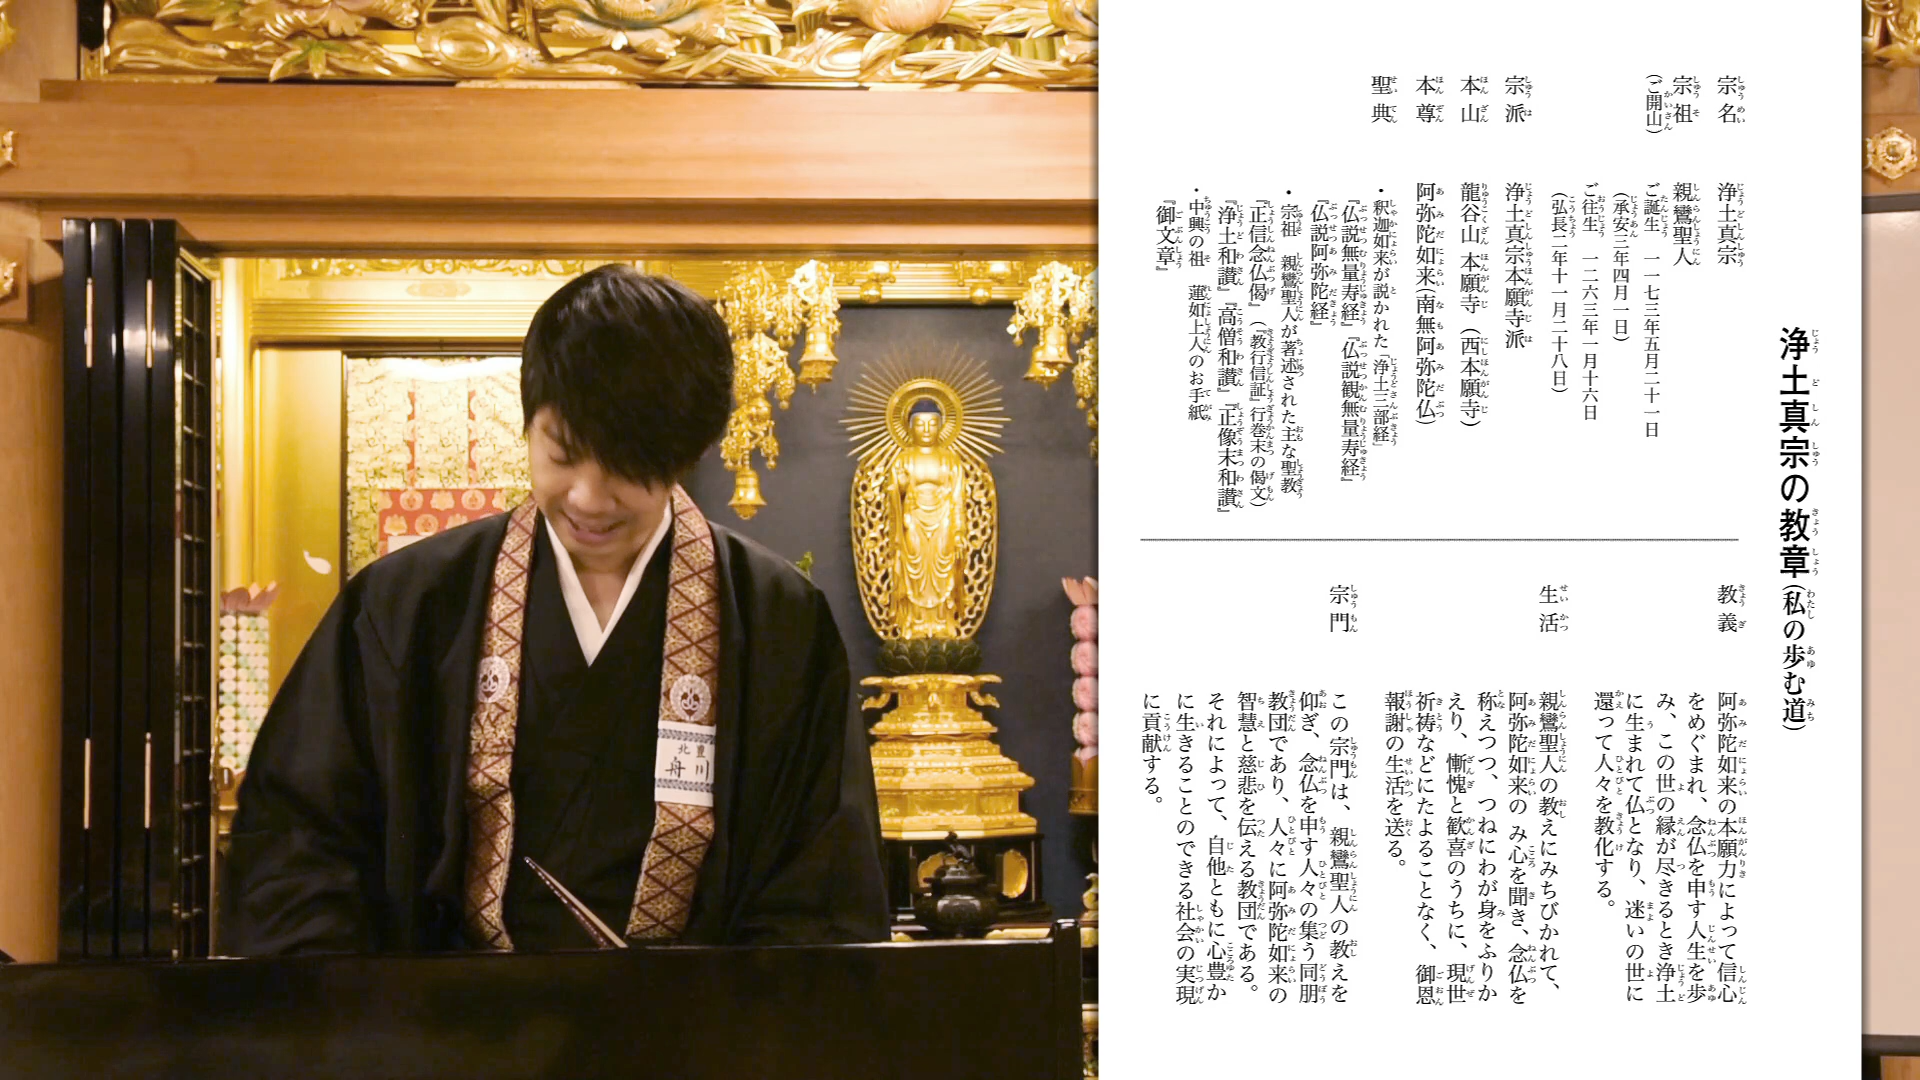 浄土真宗の教章(私の歩む道)
宗名 浄土真宗
宗祖 親鸞聖人
(ご開山) ご誕生 一一七三年五月二十一日
(承安三年四月一日)
ご往生 一二六三年一月十六日
(弘長二年十一月二十八日)
宗派 浄土真宗本願寺派
本山 龍谷山 本願寺 (西本願寺)
本尊 阿弥陀如来(南無阿弥陀仏)
聖典 ・釈迦如来が説かれた「浄土三部経」
『仏説無量寿経』『仏説観無量寿経』
『仏説阿弥陀経』
・宗祖 親鸞聖人が著述された主な聖教
『正信念仏偈』(『教行信証』行巻末の偈文)
『浄土和讃』『高僧和讃』『正像末和讃』
・中興の祖 蓮如上人のお手紙
『御文章』
教義 阿弥陀如来の本願力によって信心
をめぐまれ、念仏を申す人生を歩
み、この世の縁が尽きるとき浄土
に生まれて仏となり、迷いの世に
還って人々を教化する。
生活 親鸞聖人の教えにみちびかれて、
阿弥陀如来の み心を聞き、念仏を
称えつつ、つねにわが身をふりか
えり、慚愧と歓喜のうちに、現世
祈祷などにたよることなく、御恩
報謝の生活を送る。
宗門 この宗門は、親鸞聖人の教えを
仰ぎ、念仏を申す人々の集う同朋
教団であり、人々に阿弥陀如来の
智慧と慈悲を伝える教団である。
それによって、自他ともに心豊か
に生きることのできる社会の実現
に貢献する。
北豊
舟川